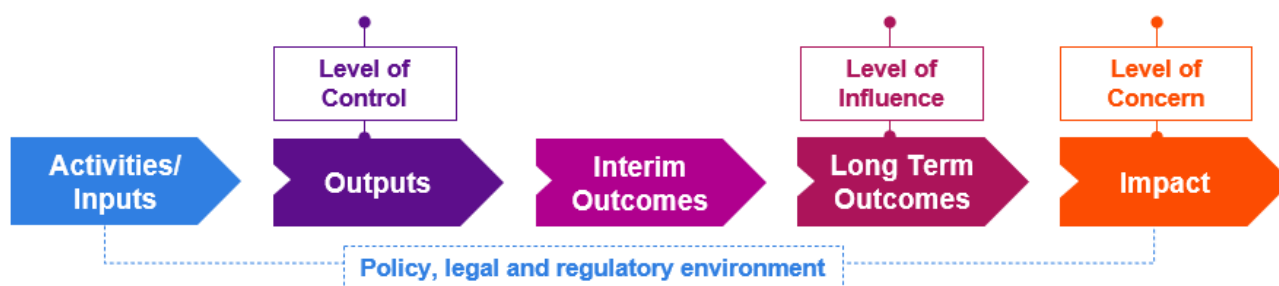 Level of
Control
Level of
Influence
Level of
Concern
Activities/
Inputs
Outputs
Interim
Outcomes
Long Term
Outcomes
Impact
Policy, legal and regulatory environment